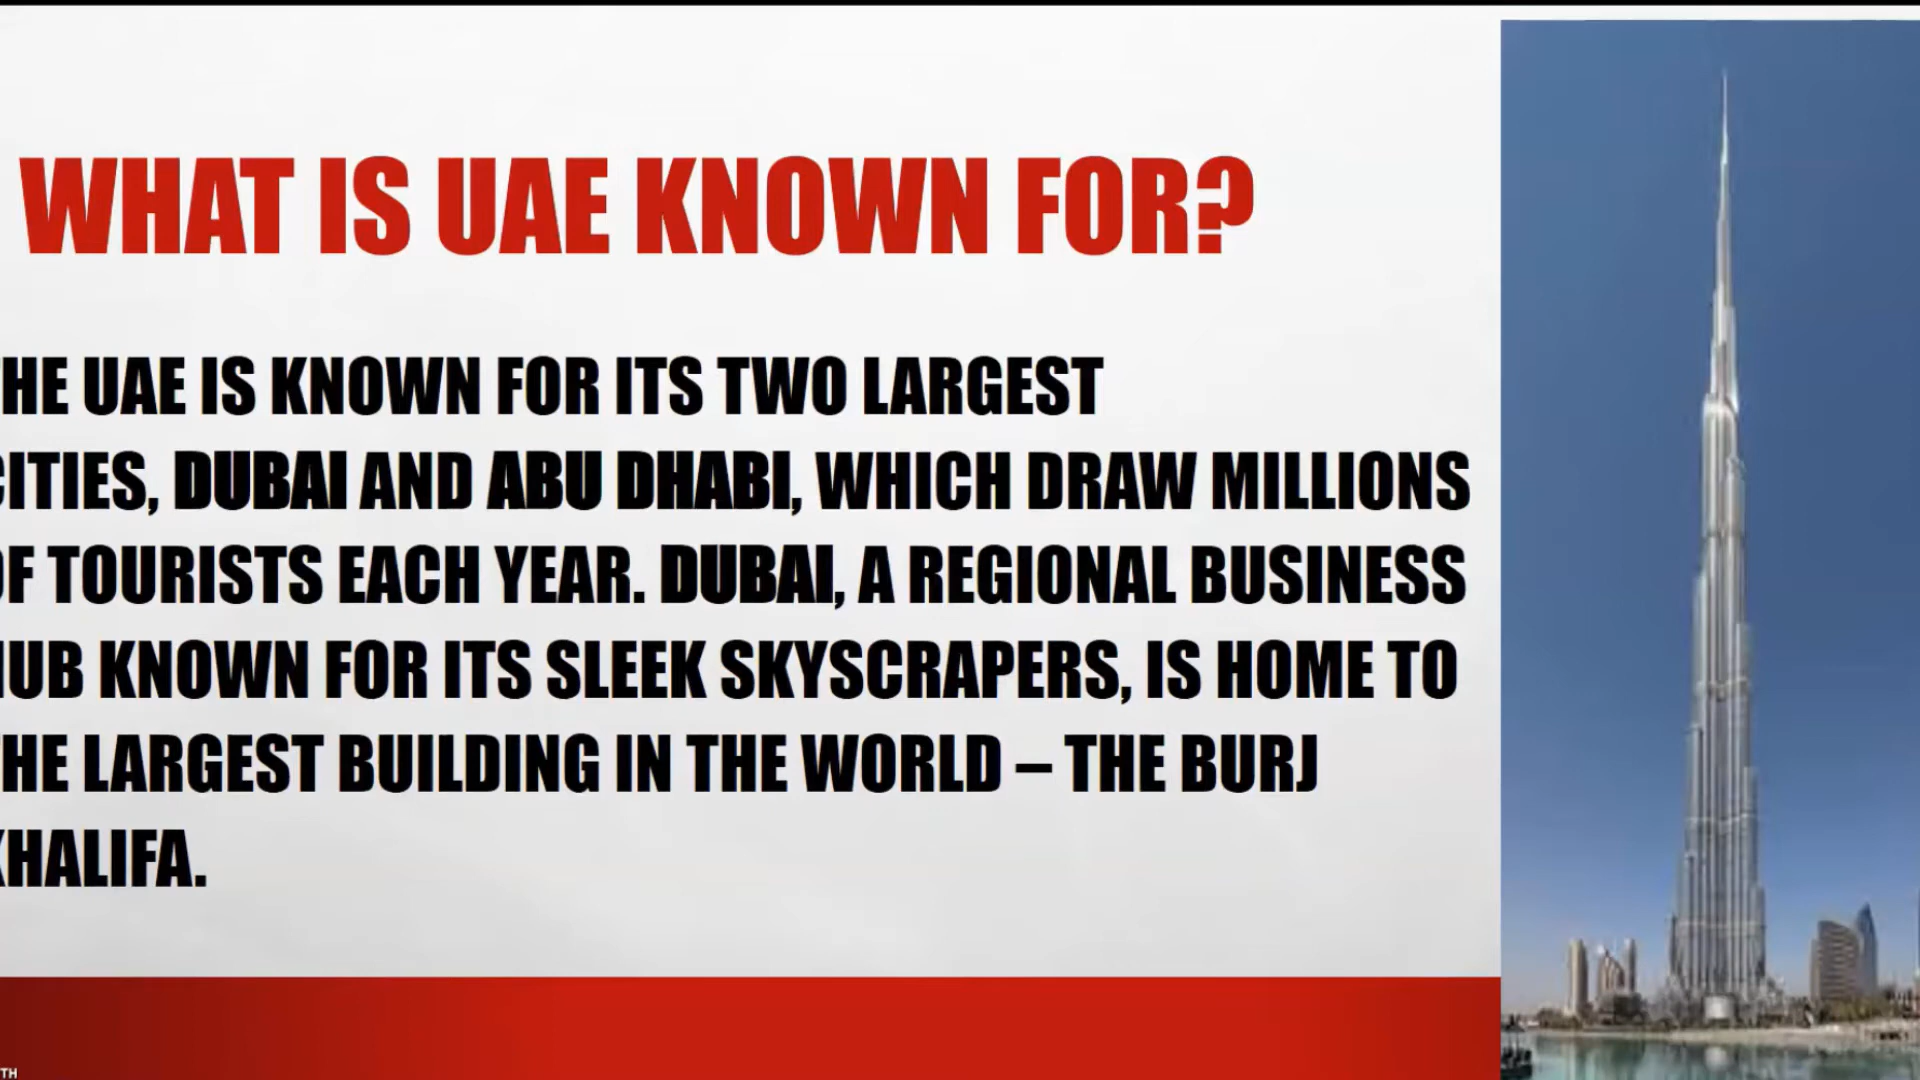 WHAT IS UAE KNOWN FOR?
THE UAE IS KNOWN FOR ITS TWO LARGEST
CITIES, DUBAI AND ABU DHABI, WHICH DRAW MILLIONS
OF TOURISTS EACH YEAR. DUBAI, A REGIONAL BUSINESS
HUB KNOWN FOR ITS SLEEK SKYSCRAPERS, IS HOME TO
THE LARGEST BUILDING IN THE WORLD – THE BURJ
KHALIFA.